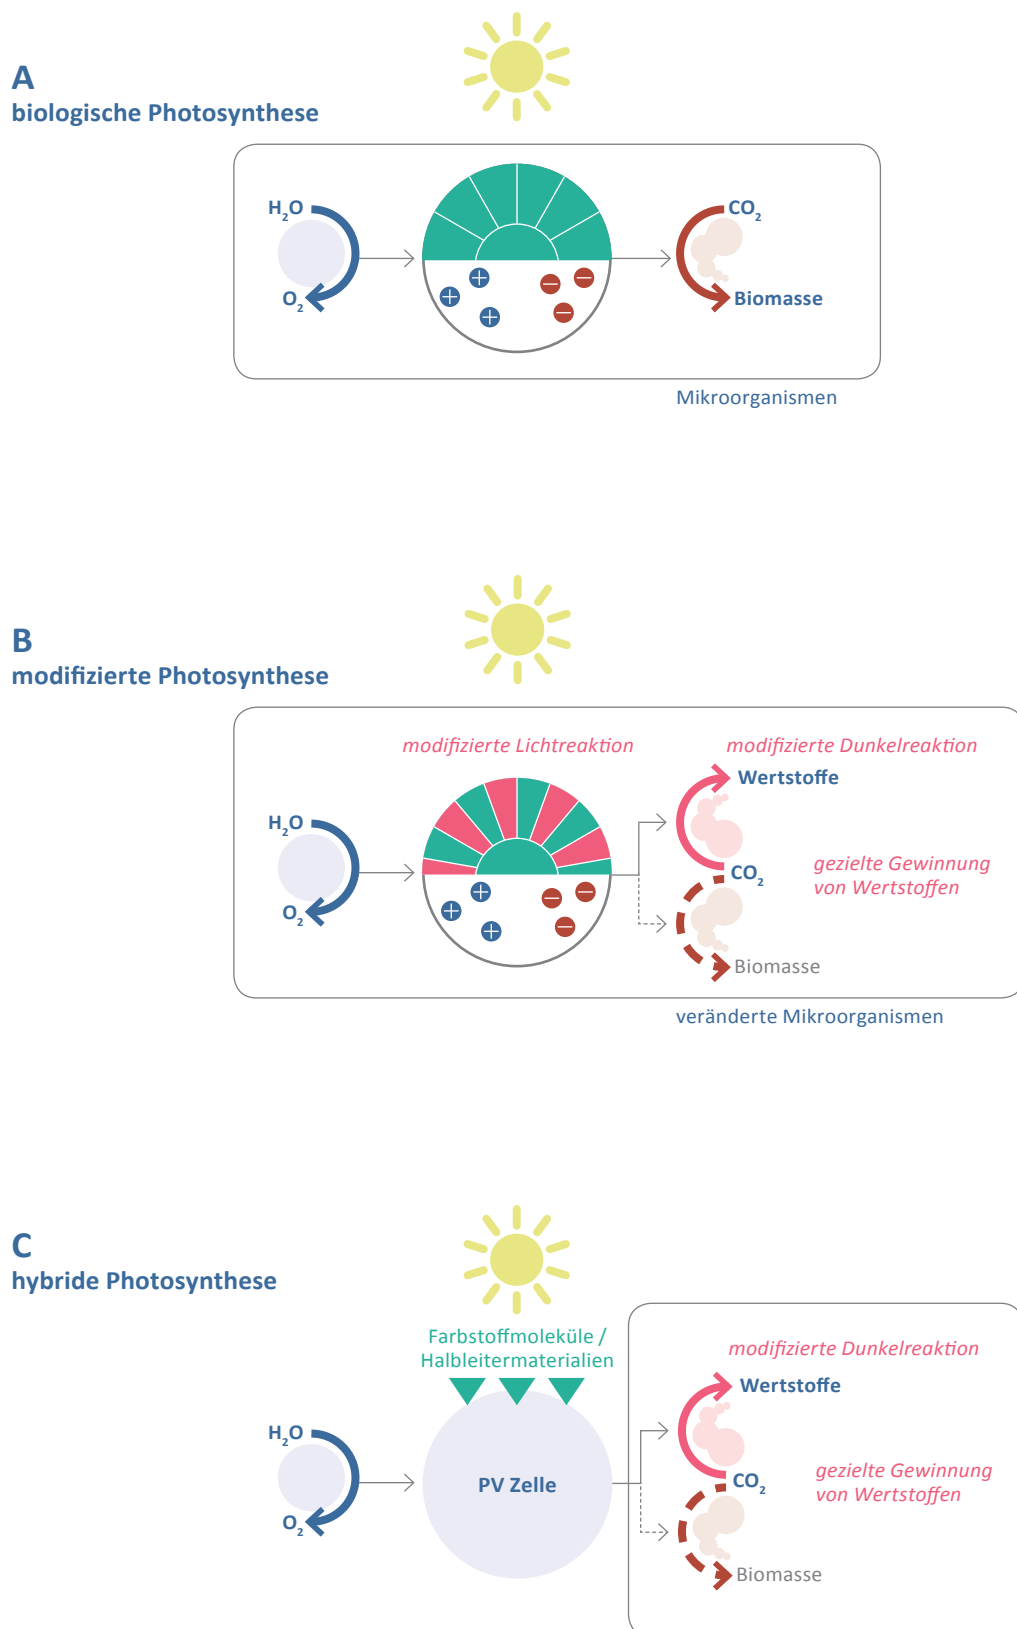 A
biologische Photosynthese
H₂O
O₂
CO₂
Biomasse
Mikroorganismen
B
modifizierte Photosynthese
modifizierte Lichtreaktion
modifizierte Dunkelreaktion
Wertstoffe
H₂O
O₂
CO₂
gezielte Gewinnung
von Wertstoffen
Biomasse
veränderte Mikroorganismen
C
hybride Photosynthese
Farbstoffmoleküle /
Halbleitermaterialien
modifizierte Dunkelreaktion
Wertstoffe
H₂O
O₂
PV Zelle
CO₂
gezielte Gewinnung
von Wertstoffen
Biomasse